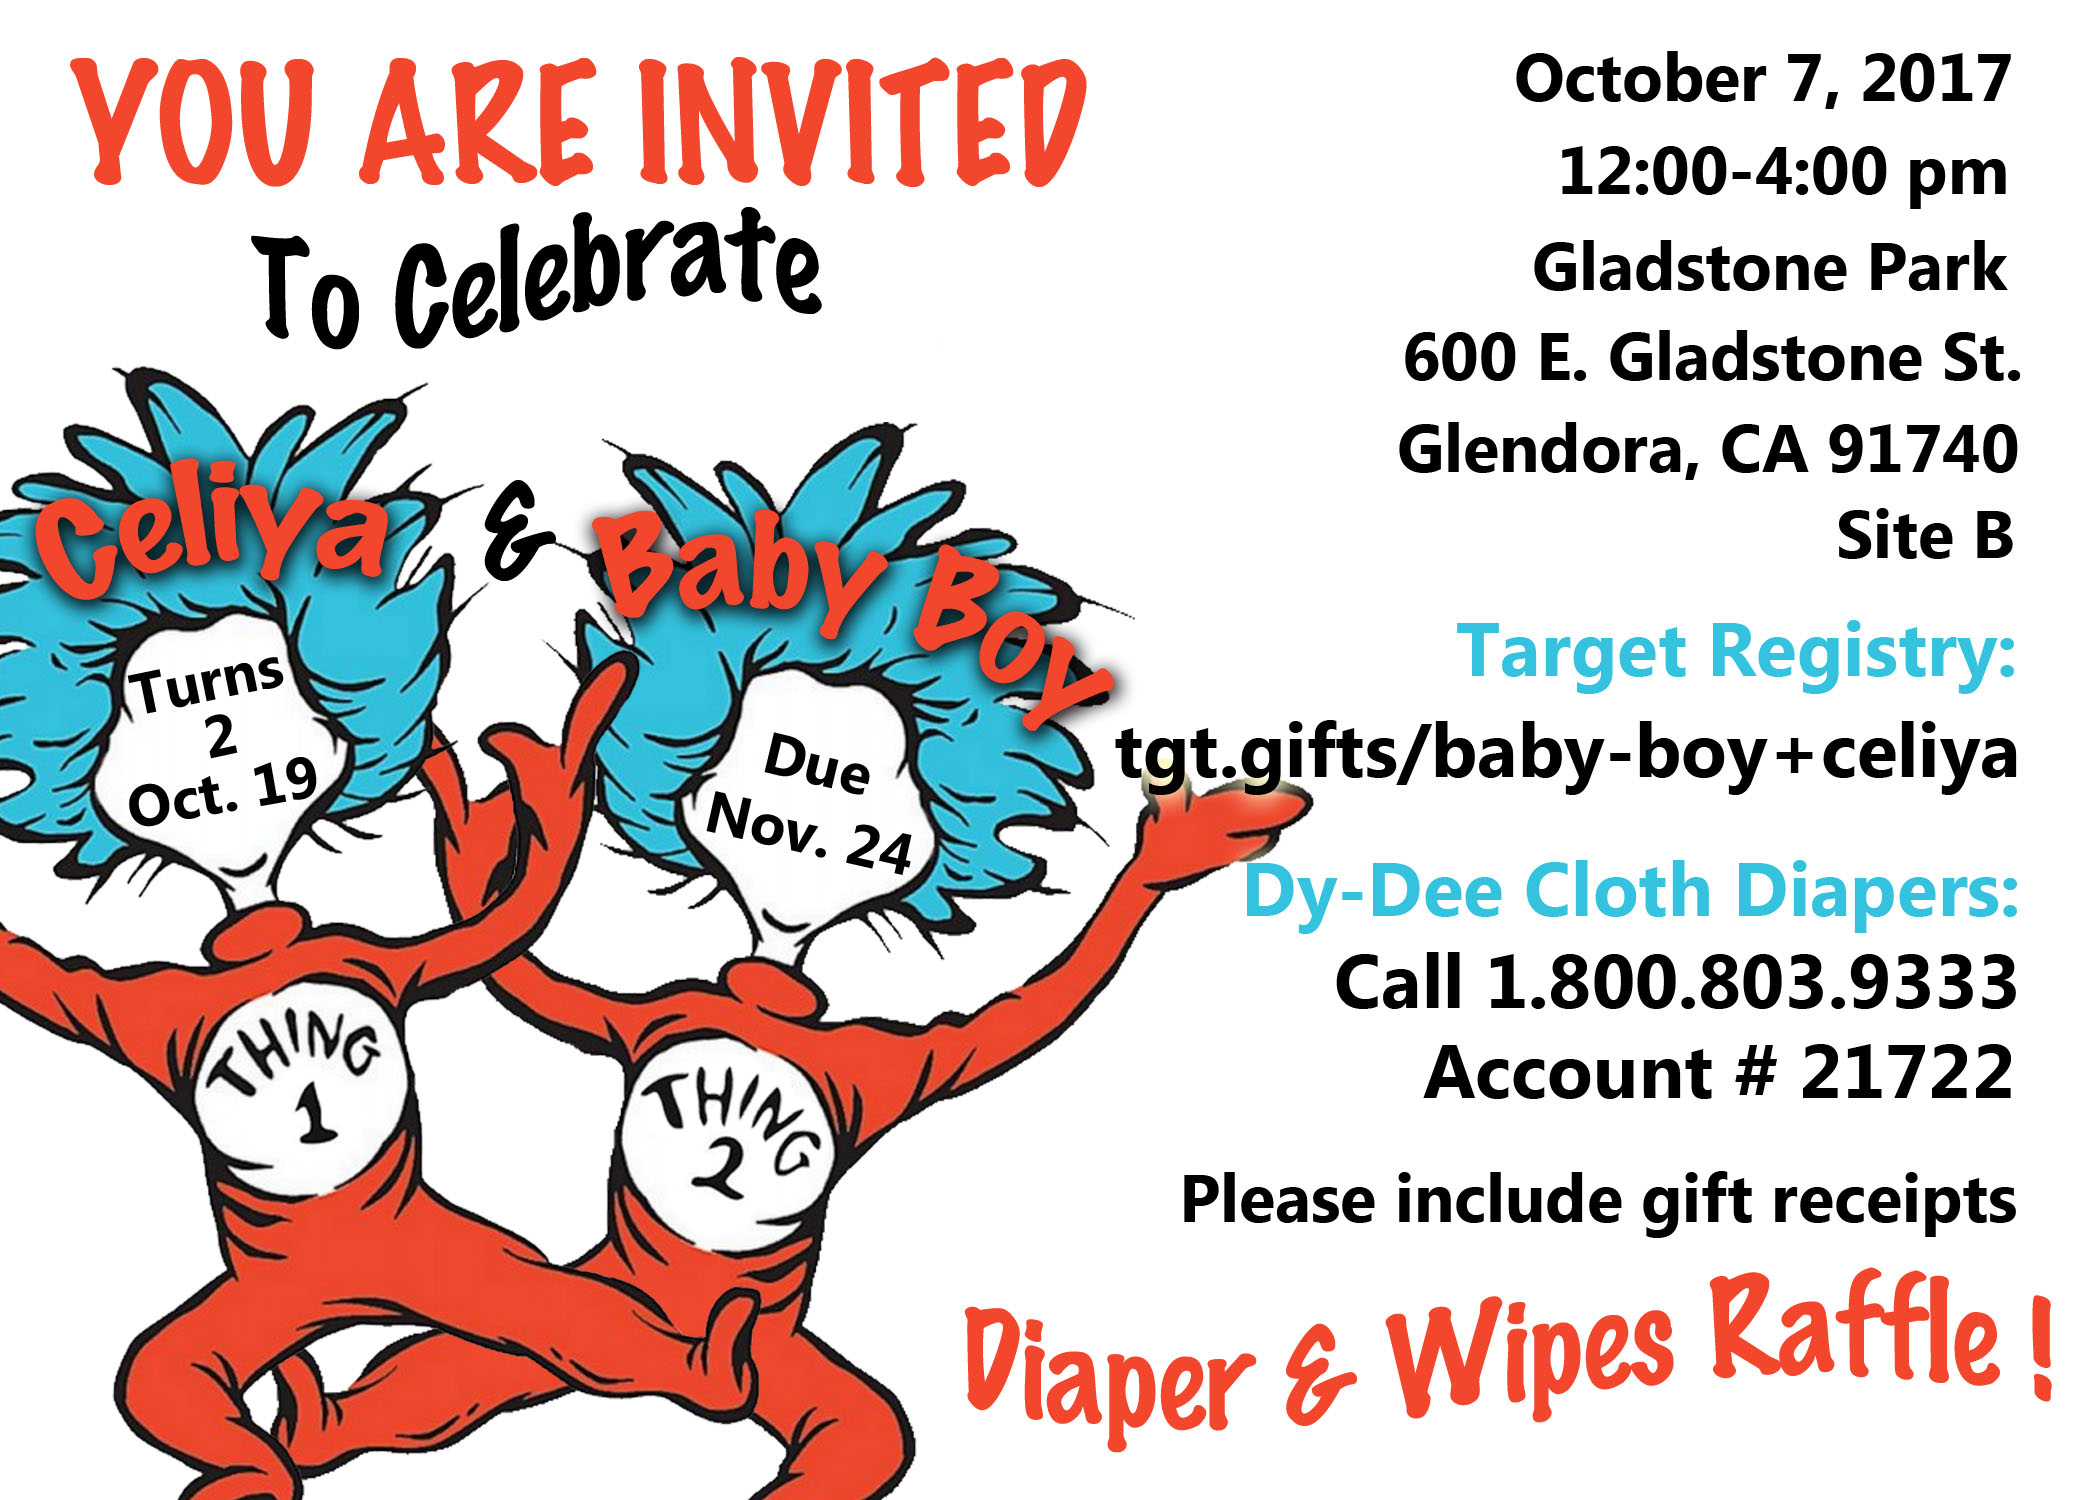 YOU ARE INVITED
To Celebrate
Celiya & Baby Boy
Turns
2
Oct. 19
Due
Nov. 24
THING
1
THING
2
October 7, 2017
12:00-4:00 pm
Gladstone Park
600 E. Gladstone St.
Glendora, CA 91740
Site B
Target Registry:
tgt.gifts/baby-boy+celiya
Dy-Dee Cloth Diapers:
Call 1.800.803.9333
Account # 21722
Please include gift receipts
Diaper & Wipes Raffle!